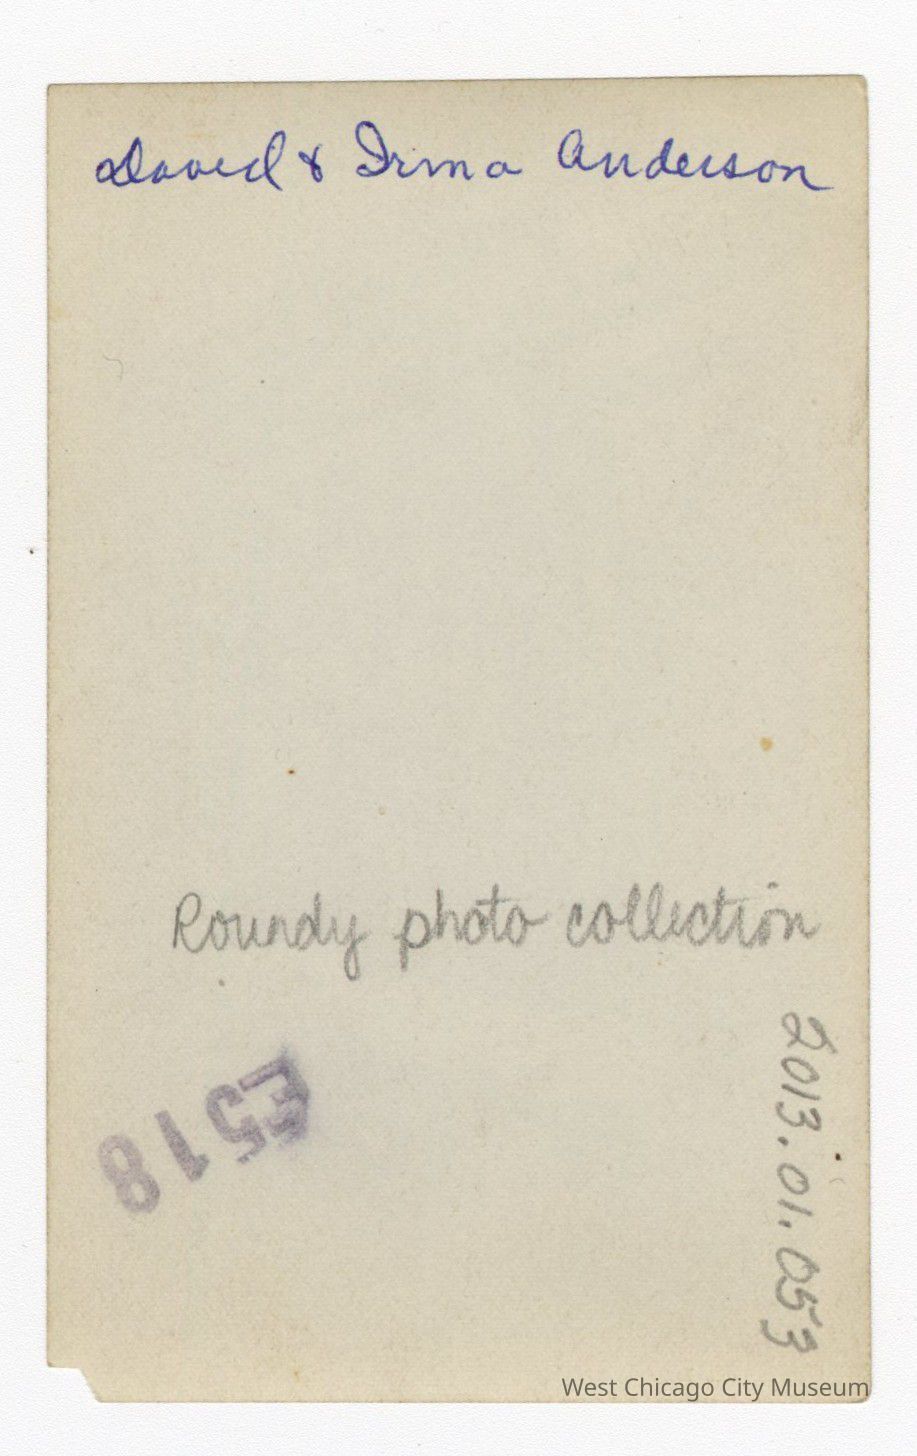 David & Irma Anderson
Roundy photo collection
2013.01.053
E518
West Chicago City Museum